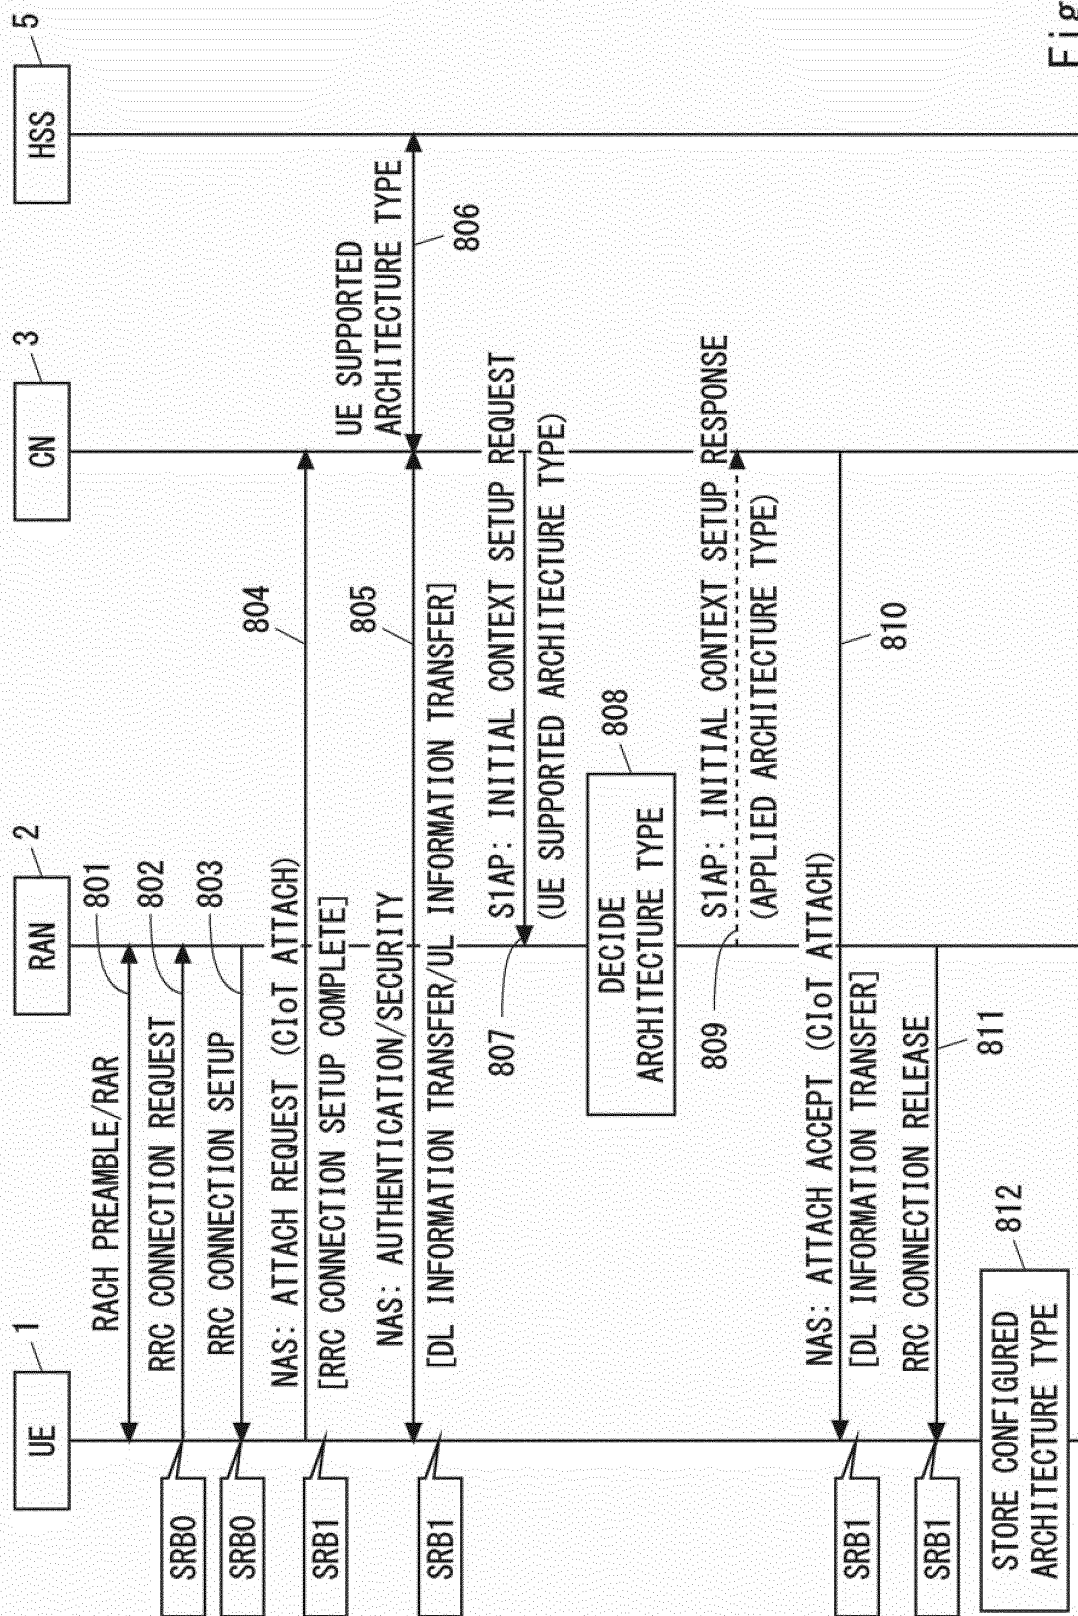 UE
1
RAN
2
CN
3
HSS
5
RACH PREAMBLE/RAR
801
SRB0
RRC CONNECTION REQUEST
802
SRB0
RRC CONNECTION SETUP
803
SRB1
NAS: ATTACH REQUEST (CIoT ATTACH)
[RRC CONNECTION SETUP COMPLETE]
804
SRB1
NAS: AUTHENTICATION/SECURITY
[DL INFORMATION TRANSFER/UL INFORMATION TRANSFER]
805
UE SUPPORTED
ARCHITECTURE TYPE
806
S1AP: INITIAL CONTEXT SETUP REQUEST
(UE SUPPORTED ARCHITECTURE TYPE)
807
DECIDE
ARCHITECTURE TYPE
808
S1AP: INITIAL CONTEXT SETUP RESPONSE
(APPLIED ARCHITECTURE TYPE)
809
SRB1
NAS: ATTACH ACCEPT (CIoT ATTACH)
[DL INFORMATION TRANSFER]
810
SRB1
RRC CONNECTION RELEASE
811
STORE CONFIGURED
ARCHITECTURE TYPE
812
Fig